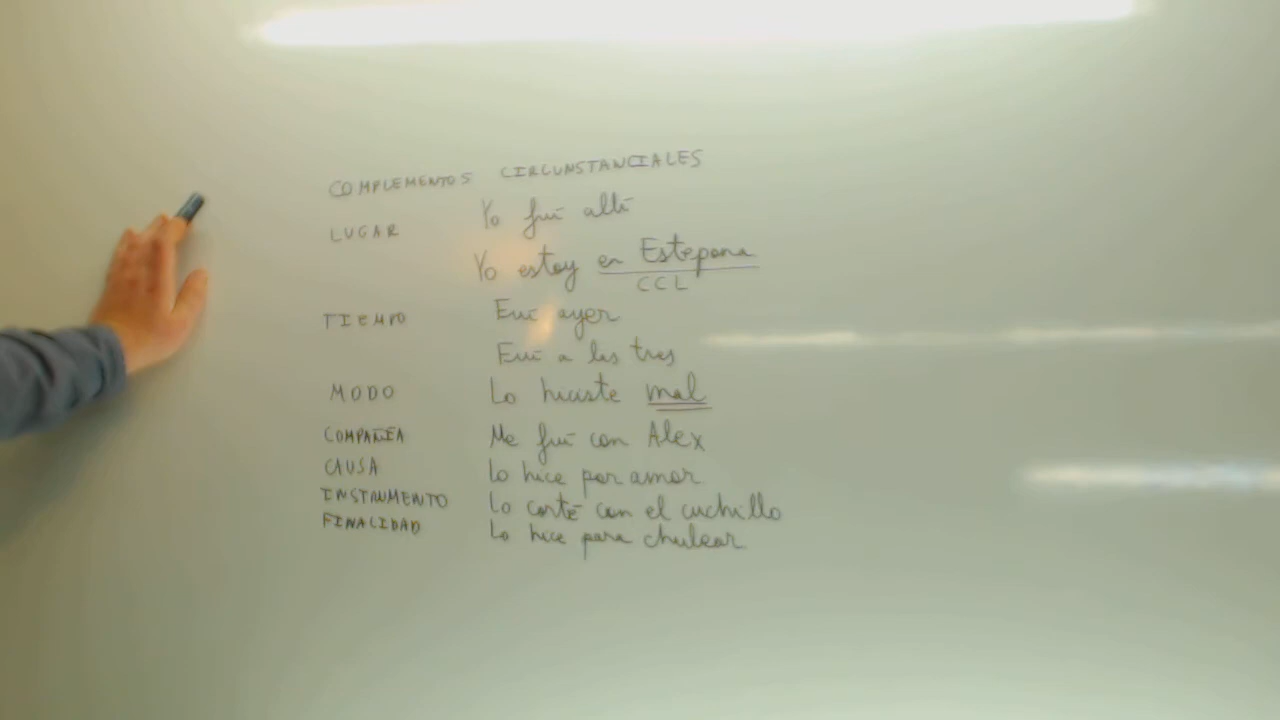 COMPLEMENTOS CIRCUNSTANCIALES
LUGAR Yo fui allí
Yo estoy en Estepona
CCL
TIEMPO Fui ayer
Fui a las tres
MODO Lo hiciste mal
COMPAÑÍA Me fui con Alex
CAUSA Lo hice por amor
INSTRUMENTO Lo corté con el cuchillo
FINALIDAD Lo hice para chulear